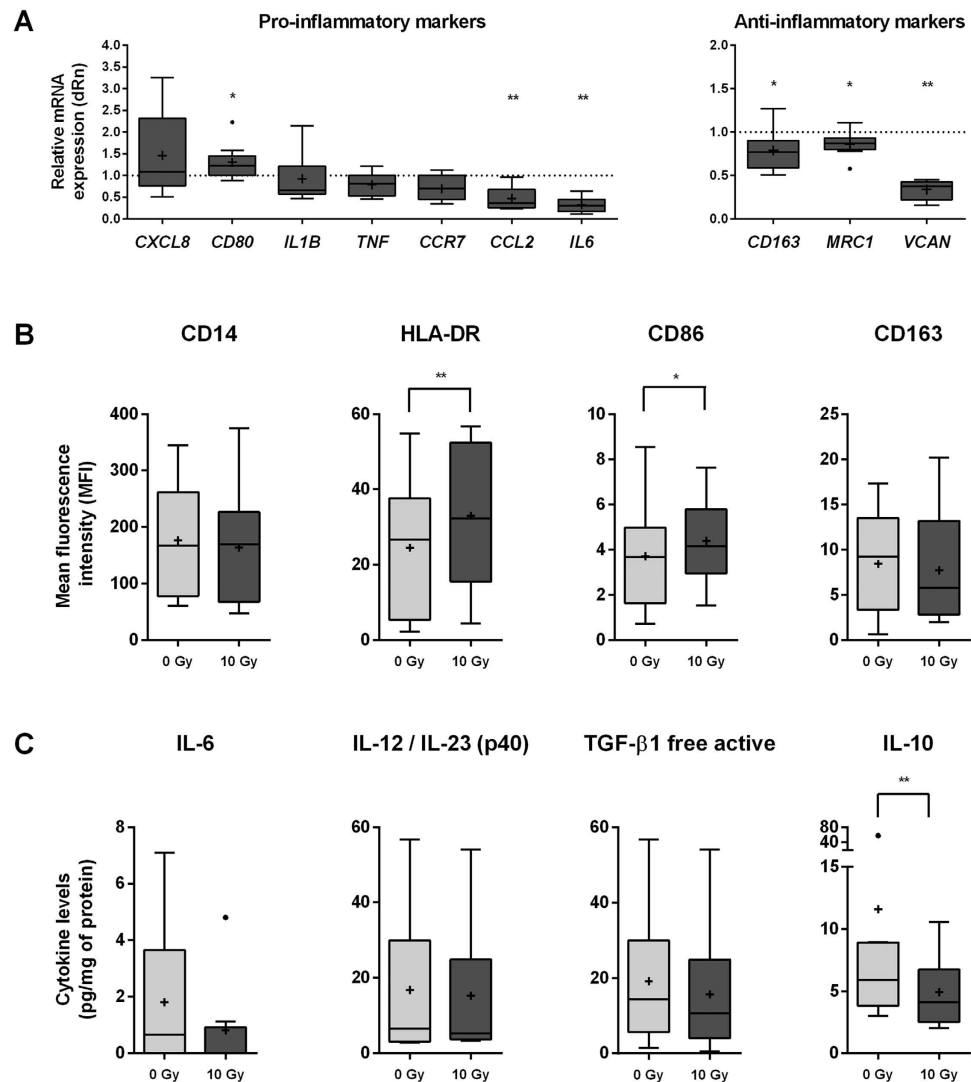 A
Pro-inflammatory markers
Anti-inflammatory markers
Relative mRNA
expression (dRn)
4.0
3.5
3.0
2.5
2.0
1.5
1.0
0.5
0.0
*
**
**
CXCL8 CD80 IL1B TNF CCR7 CCL2 IL6
2.0
1.5
1.0
0.5
0.0
*
*
**
CD163 MRC1 VCAN
B
CD14
HLA-DR
CD86
CD163
Mean fluorescence
intensity (MFI)
400
300
200
100
0
0 Gy 10 Gy
**
60
40
20
0
0 Gy 10 Gy
*
10
8
6
4
2
0
0 Gy 10 Gy
25
20
15
10
5
0
0 Gy 10 Gy
C
IL-6
IL-12 / IL-23 (p40)
TGF-β1 free active
IL-10
Cytokine levels
(pg/mg of protein)
8
6
4
2
0
0 Gy 10 Gy
60
40
20
0
0 Gy 10 Gy
60
40
20
0
0 Gy 10 Gy
**
80
40
15
10
5
0
0 Gy 10 Gy